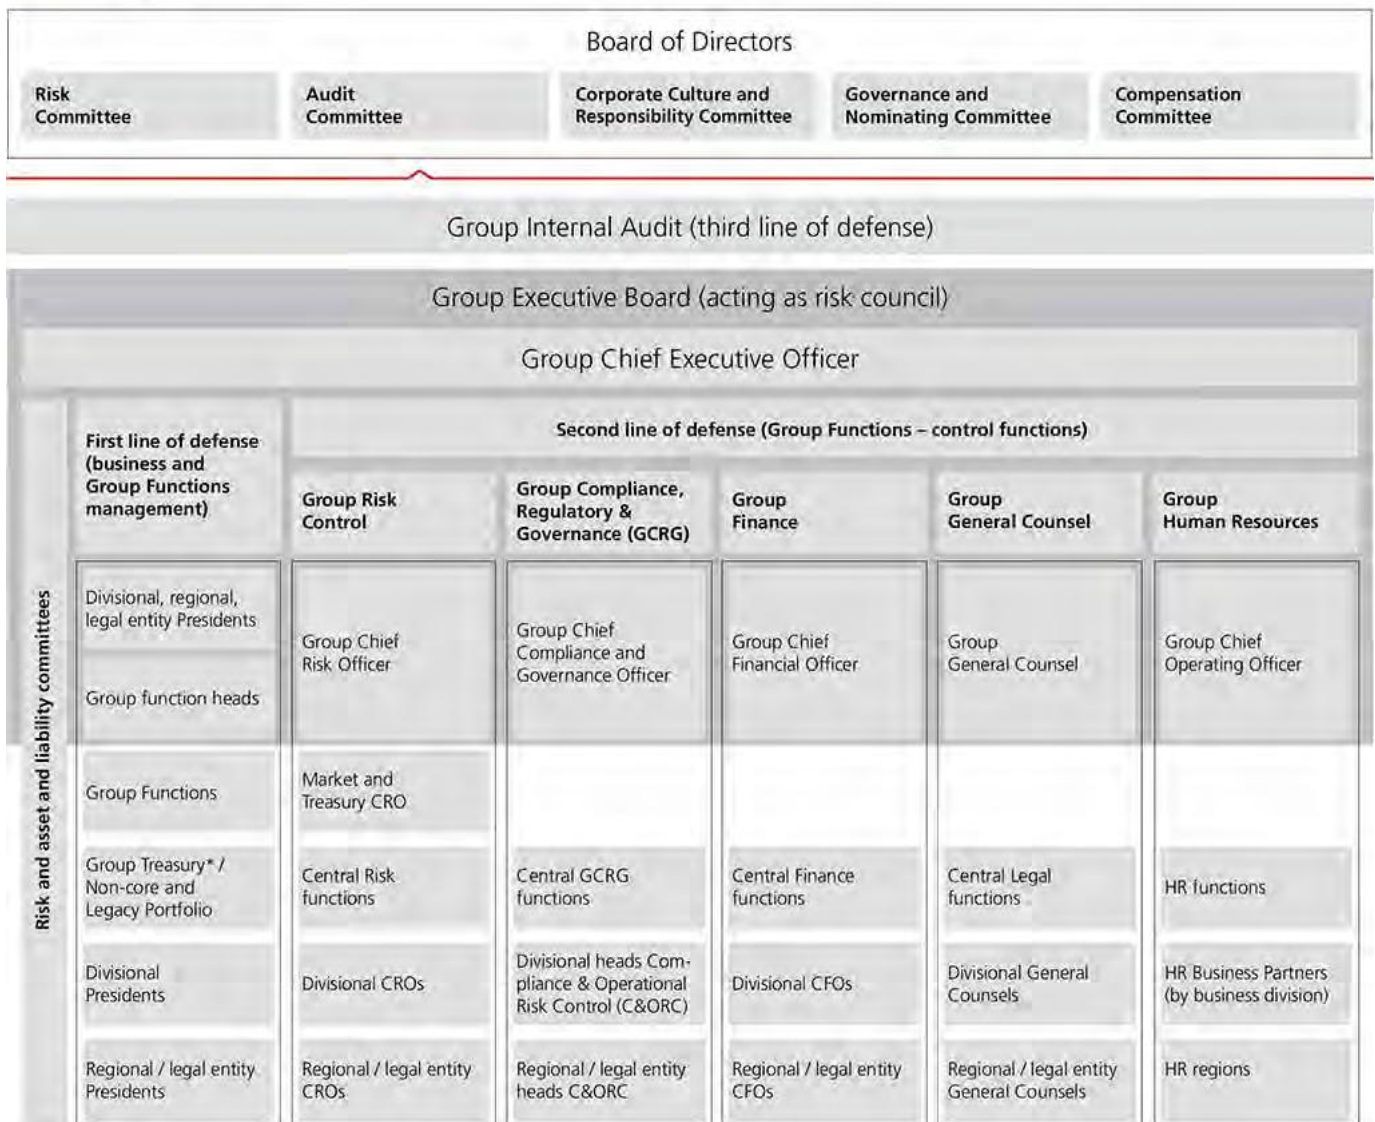 Board of Directors
Risk
Committee
Audit
Committee
Corporate Culture and
Responsibility Committee
Governance and
Nominating Committee
Compensation
Committee
Group Internal Audit (third line of defense)
Group Executive Board (acting as risk council)
Group Chief Executive Officer
Risk and asset and liability committees
First line of defense
(business and
Group Functions
management)
Second line of defense (Group Functions – control functions)
Group Risk
Control
Group Compliance,
Regulatory &
Governance (GCRG)
Group
Finance
Group
General Counsel
Group
Human Resources
Divisional, regional,
legal entity Presidents
Group function heads
Group Chief
Risk Officer
Group Chief
Compliance and
Governance Officer
Group Chief
Financial Officer
Group
General Counsel
Group Chief
Operating Officer
Group Functions
Market and
Treasury CRO
Group Treasury* /
Non-core and
Legacy Portfolio
Central Risk
functions
Central GCRG
functions
Central Finance
functions
Central Legal
functions
HR functions
Divisional
Presidents
Divisional CROs
Divisional heads Com-
pliance & Operational
Risk Control (C&ORC)
Divisional CFOs
Divisional General
Counsels
HR Business Partners
(by business division)
Regional / legal entity
Presidents
Regional / legal entity
CROs
Regional / legal entity
heads C&ORC
Regional / legal entity
CFOs
Regional / legal entity
General Counsels
HR regions